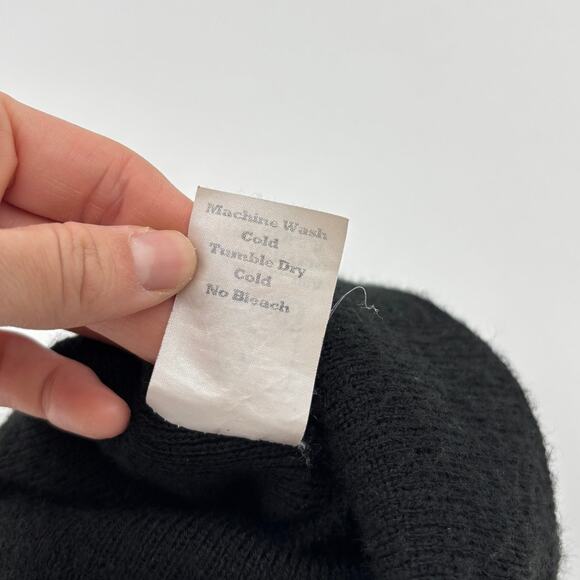 Machine Wash
Cold
Tumble Dry
Cold
No Bleach